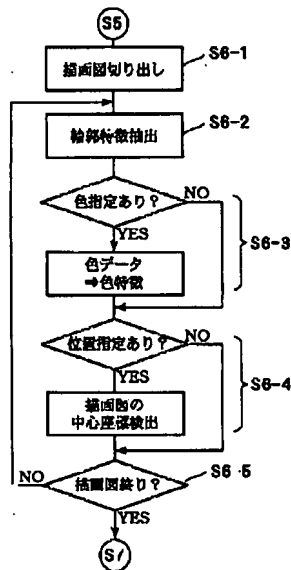 S5
描画図切り出し
S6-1
輪郭特徴抽出
S6-2
色指定あり?
NO
YES
色データ
→色特徴
S6-3
位置指定あり?
NO
YES
描画図の
中心座標検出
S6-4
描画図終り?
S6-5
NO
YES
S7